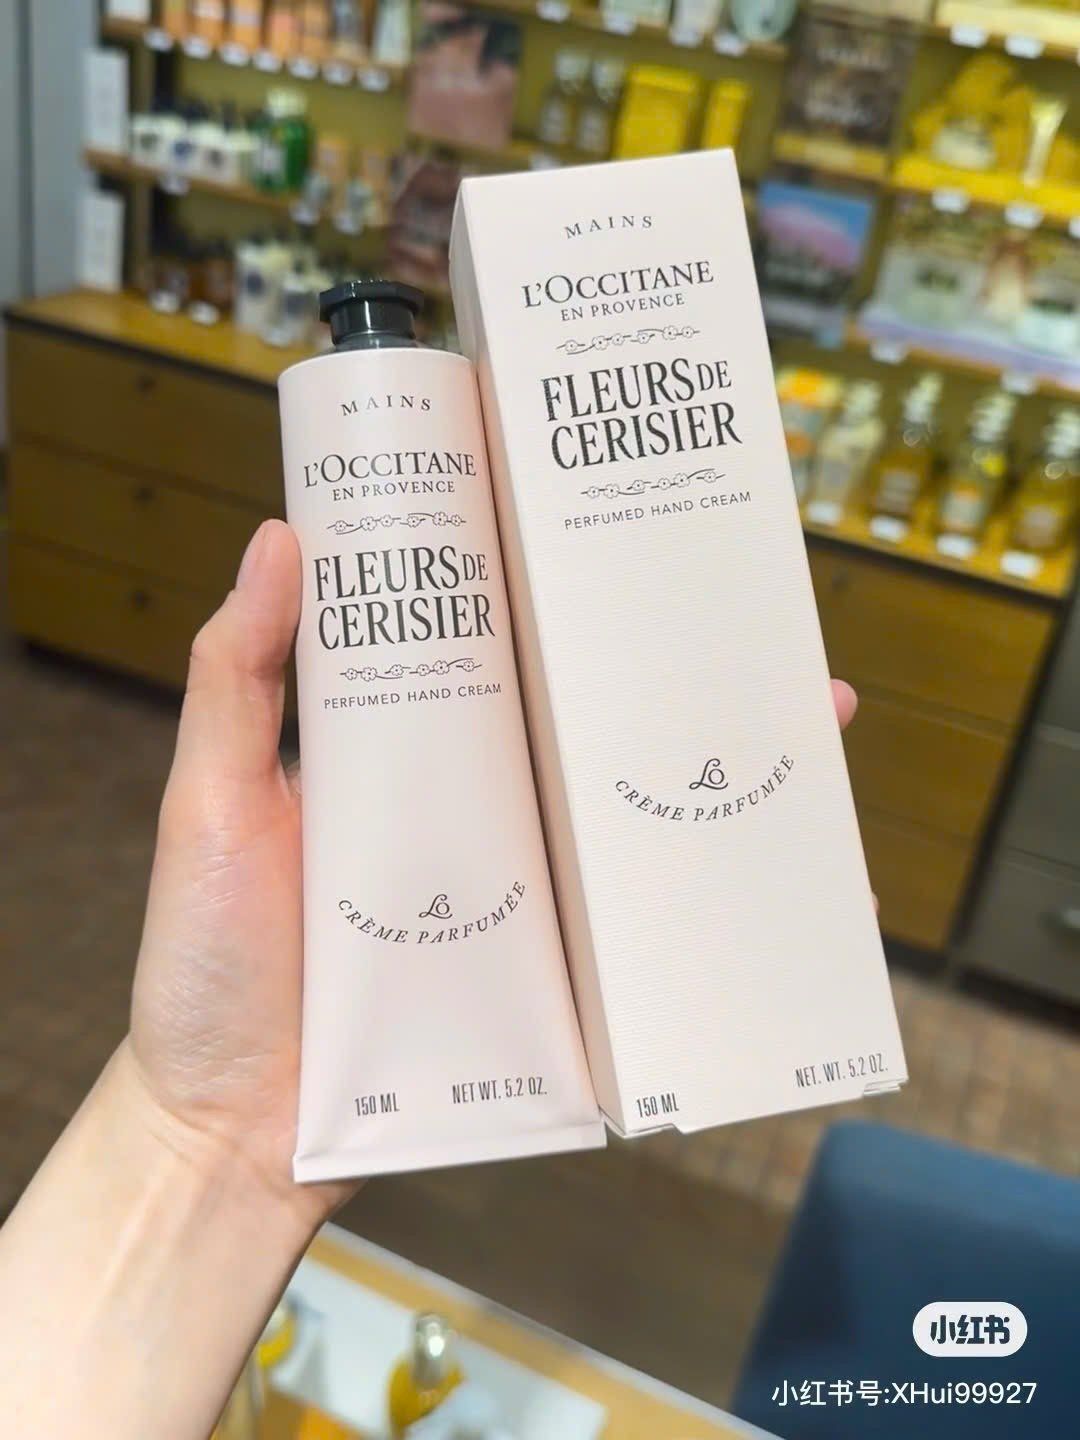 MAINS
L'OCCITANE
EN PROVENCE
FLEURS DE
CERISIER
PERFUMED HAND CREAM
LO
CRÈME PARFUMÉE
150 ML
NET WT. 5.2 OZ.
MAINS
L'OCCITANE
EN PROVENCE
FLEURS DE
CERISIER
PERFUMED HAND CREAM
LO
CRÈME PARFUMÉE
150 ML
NET. WT. 5.2 OZ.
小红书
小红书号:XHui99927